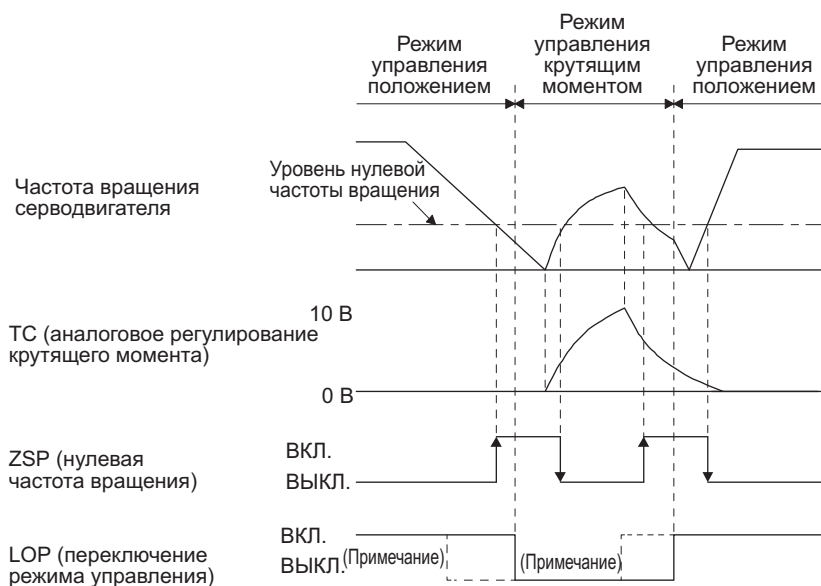 Режим
управления
положением
Режим
управления
крутящим
моментом
Режим
управления
положением
Частота вращения
серводвигателя
Уровень нулевой
частоты вращения
10 В
TC (аналоговое регулирование
крутящего момента)
0 В
ZSP (нулевая
частота вращения)
ВКЛ.
ВЫКЛ.
LOP (переключение
режима управления)
ВКЛ.
ВЫКЛ.
(Примечание)
(Примечание)